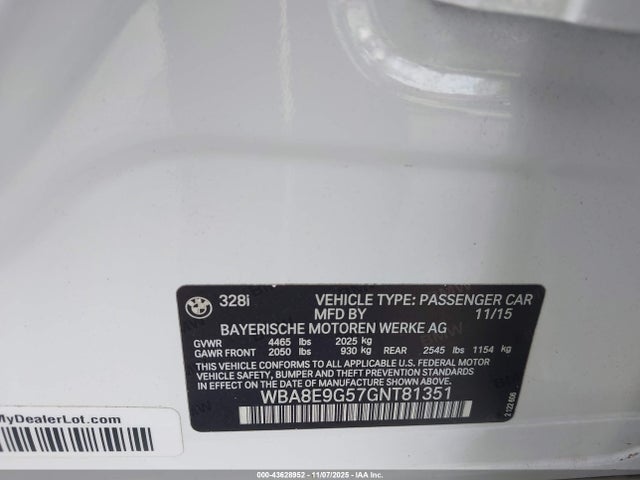 328i VEHICLE TYPE: PASSENGER CAR
MFD BY 11/15
BAYERISCHE MOTOREN WERKE AG
GVWR 4465 lbs 2025 kg
GAWR FRONT 2050 lbs 930 kg REAR 2545 lbs 1154 kg
THIS VEHICLE CONFORMS TO ALL APPLICABLE U.S. FEDERAL MOTOR
VEHICLE SAFETY, BUMPER AND THEFT PREVENTION STANDARDS IN
EFFECT ON THE DATE OF MANUFACTURE SHOWN ABOVE.
WBA8E9G57GNT81351
2 122 606
MyDealerLot.com
000-43628952 - 11/07/2025 - IAA Inc.